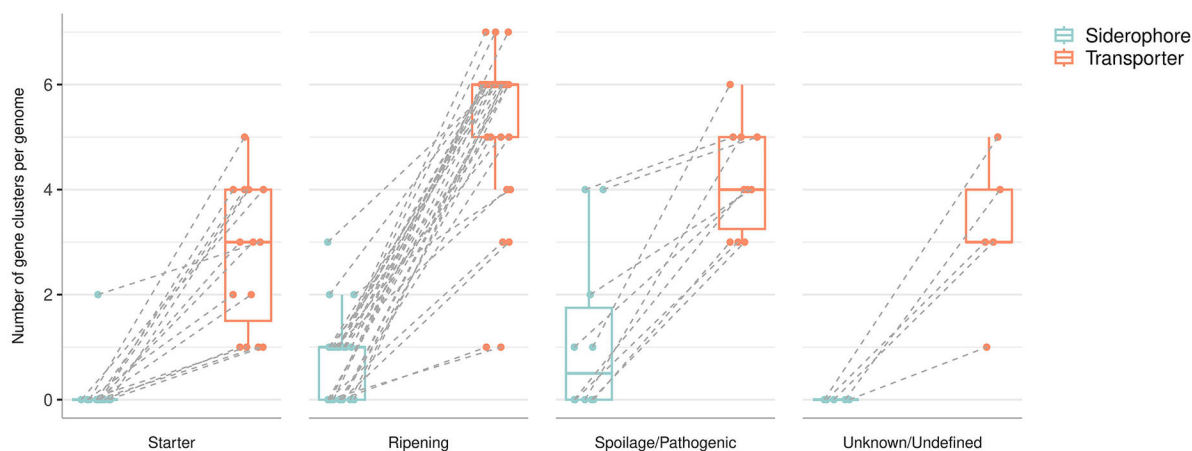 Number of gene clusters per genome
6
4
2
0
Starter
Ripening
Spoilage/Pathogenic
Unknown/Undefined
Siderophore
Transporter